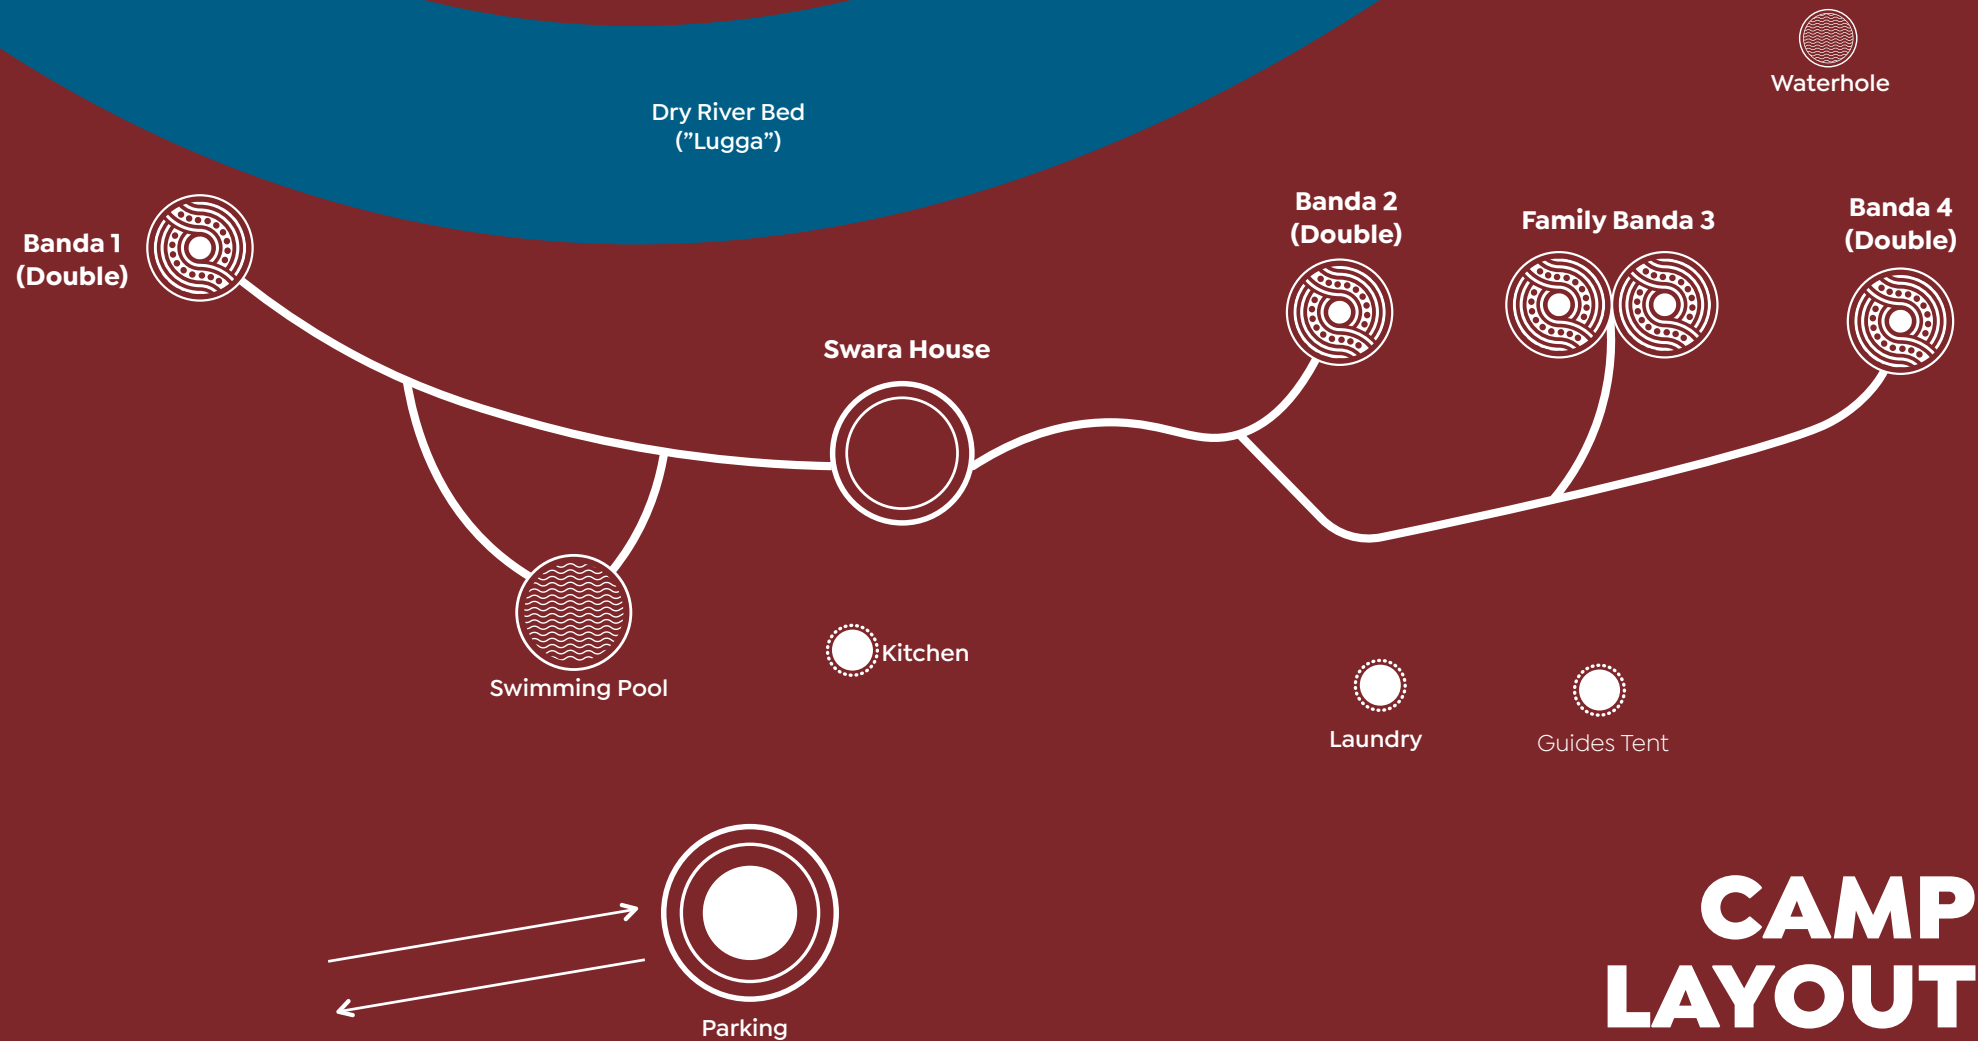 Waterhole
Dry River Bed
(”Lugga”)
Banda 1
(Double)
Banda 2
(Double)
Family Banda 3
Banda 4
(Double)
Swara House
Swimming Pool
Kitchen
Laundry
Guides Tent
Parking
CAMP
LAYOUT